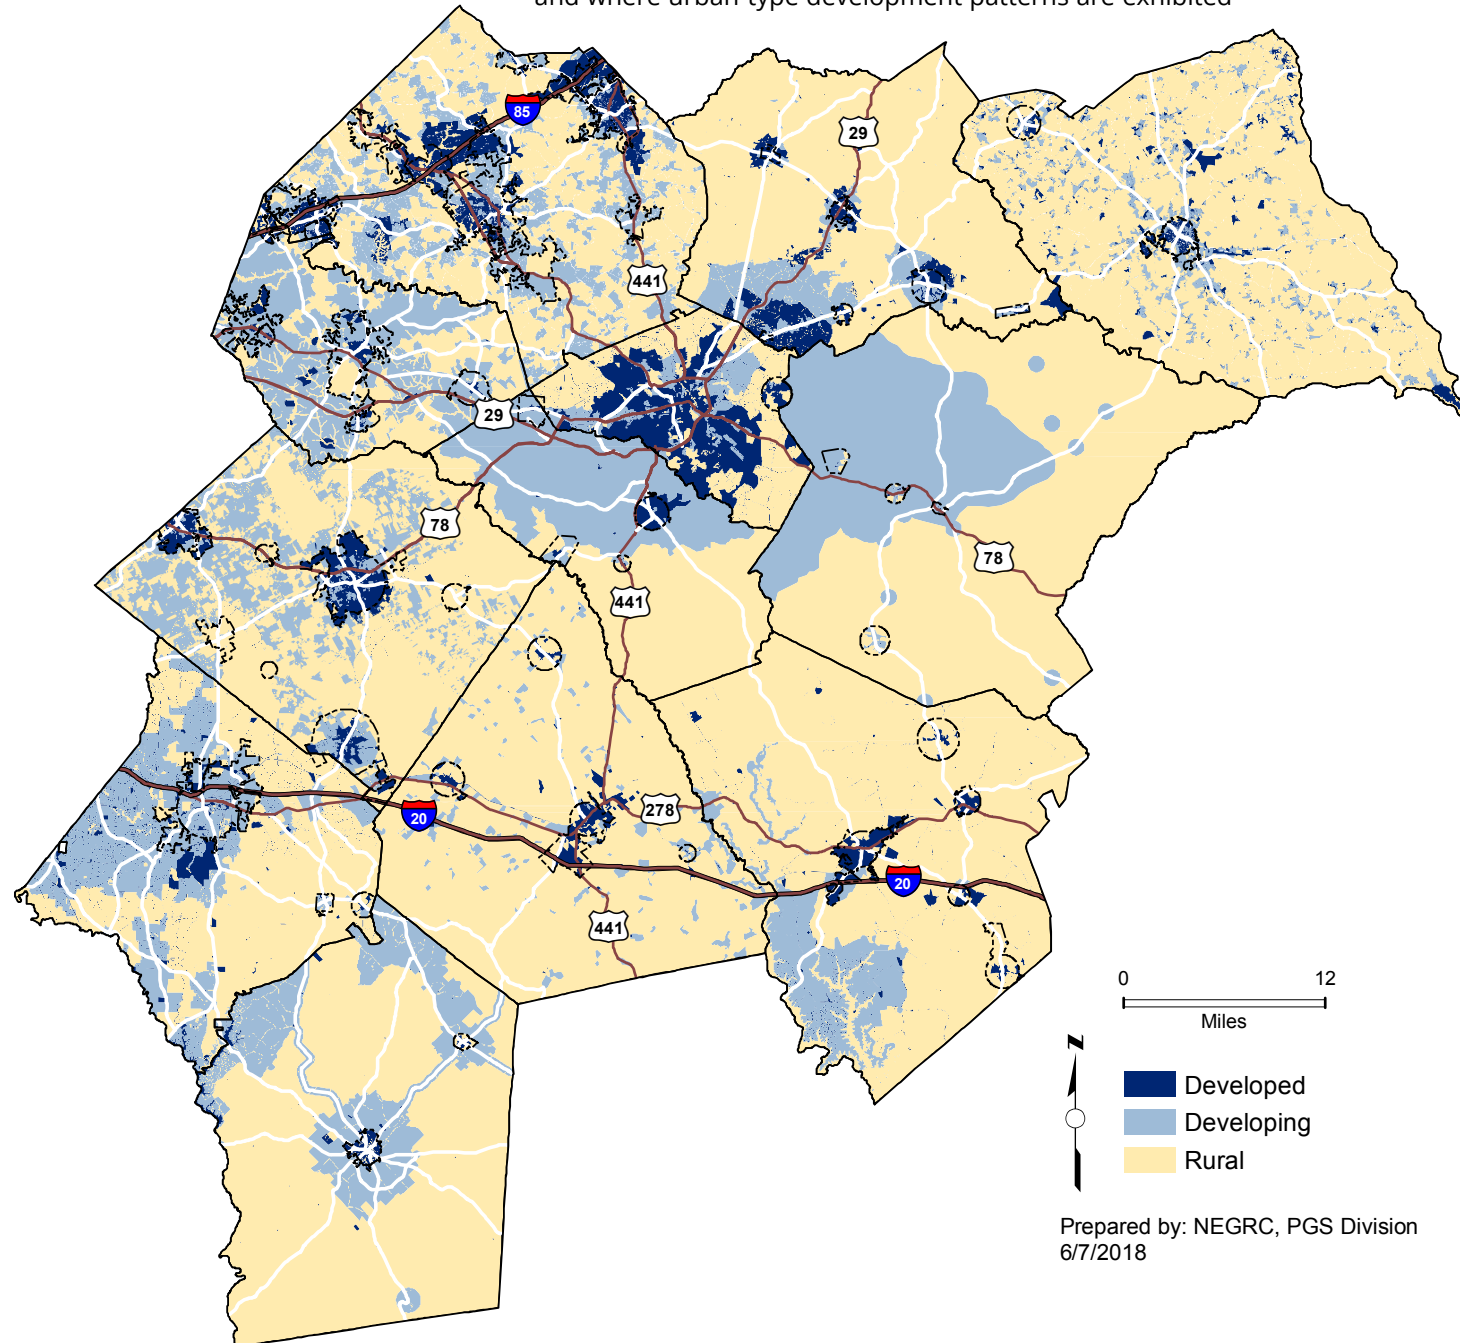 and where urban type development patterns are exhibited
85
29
441
29
78
78
441
278
20
20
441
0 12
Miles
N
Developed
Developing
Rural
Prepared by: NEGRC, PGS Division
6/7/2018